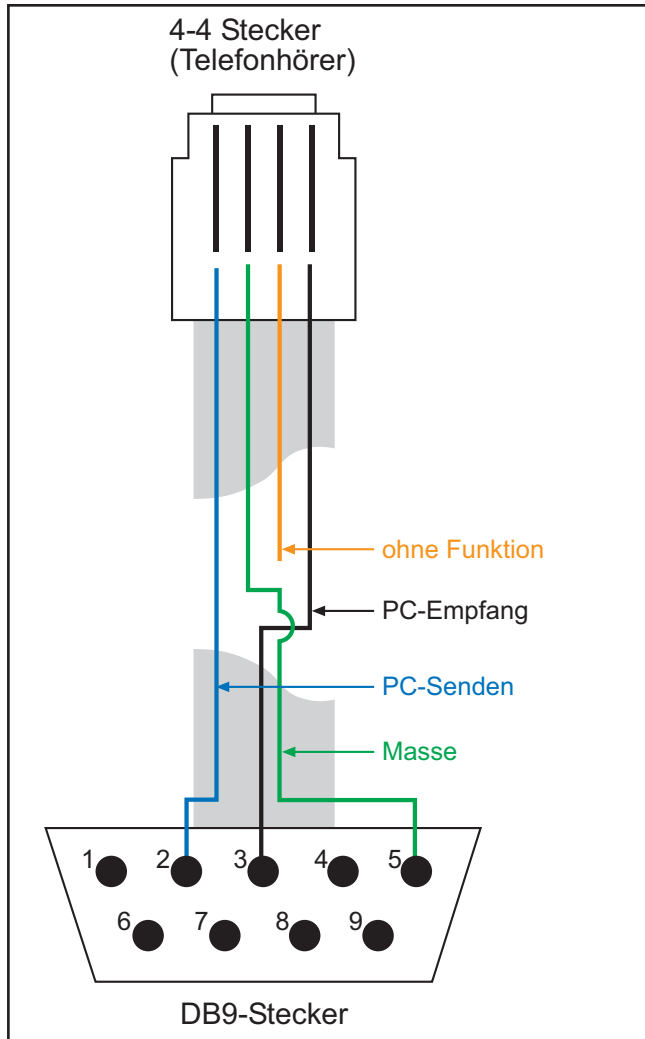 4-4 Stecker
(Telefonhörer)
ohne Funktion
PC-Empfang
PC-Senden
Masse
1 2 3 4 5
6 7 8 9
DB9-Stecker